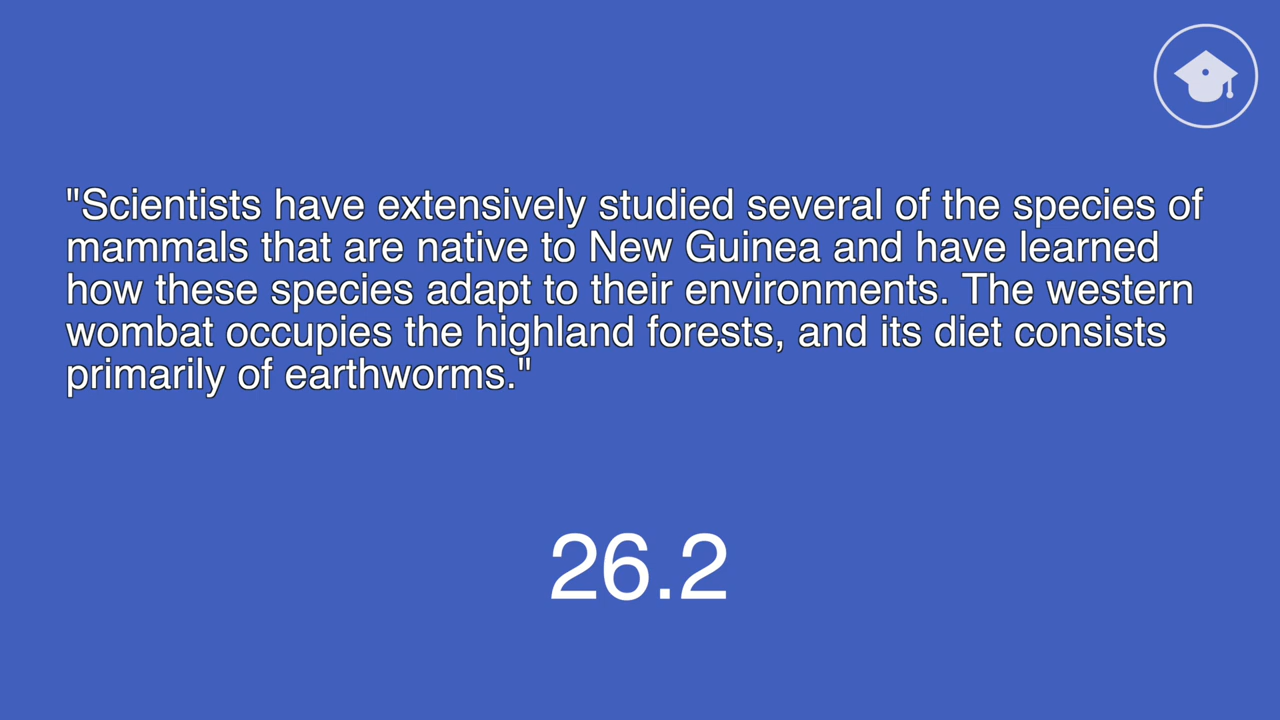 "Scientists have extensively studied several of the species of
mammals that are native to New Guinea and have learned
how these species adapt to their environments. The western
wombat occupies the highland forests, and its diet consists
primarily of earthworms."
26.2